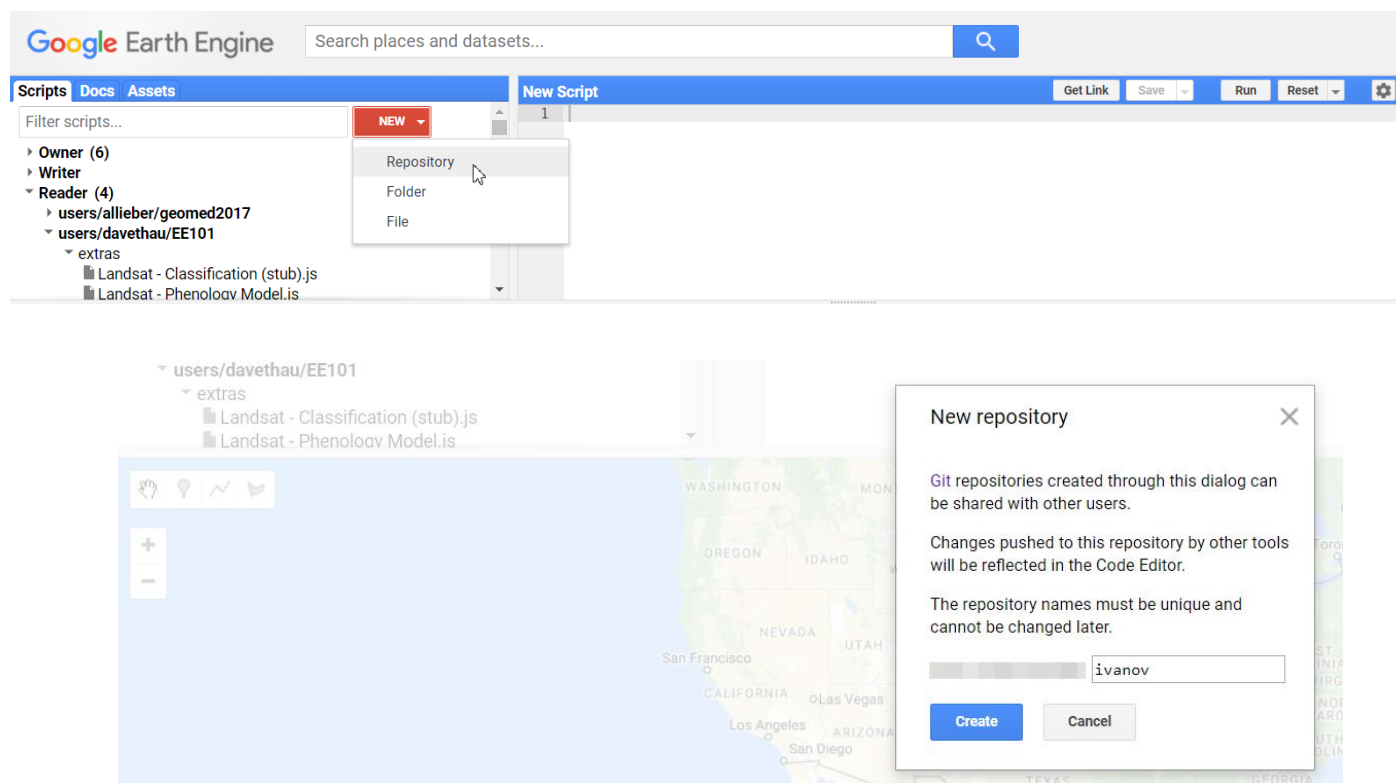 Google Earth Engine
Search places and datasets...
Scripts Docs Assets
New Script
Get Link Save Run Reset
Filter scripts...
NEW
1
Repository
Folder
File
Owner (6)
Writer
Reader (4)
users/allieber/geomed2017
users/davethau/EE101
extras
Landsat - Classification (stub).js
Landsat - Phenology Model.js
users/davethau/EE101
extras
Landsat - Classification (stub).js
Landsat - Phenology Model.js
+
−
WASHINGTON
MON
OREGON
IDAHO
W
NEVADA
UTAH
San Francisco
CALIFORNIA
Las Vegas
Los Angeles
ARIZONA
San Diego
TEXAS
GEORGIA
Toro
New repository
Git repositories created through this dialog can
be shared with other users.
Changes pushed to this repository by other tools
will be reflected in the Code Editor.
The repository names must be unique and
cannot be changed later.
ivanov
Create Cancel